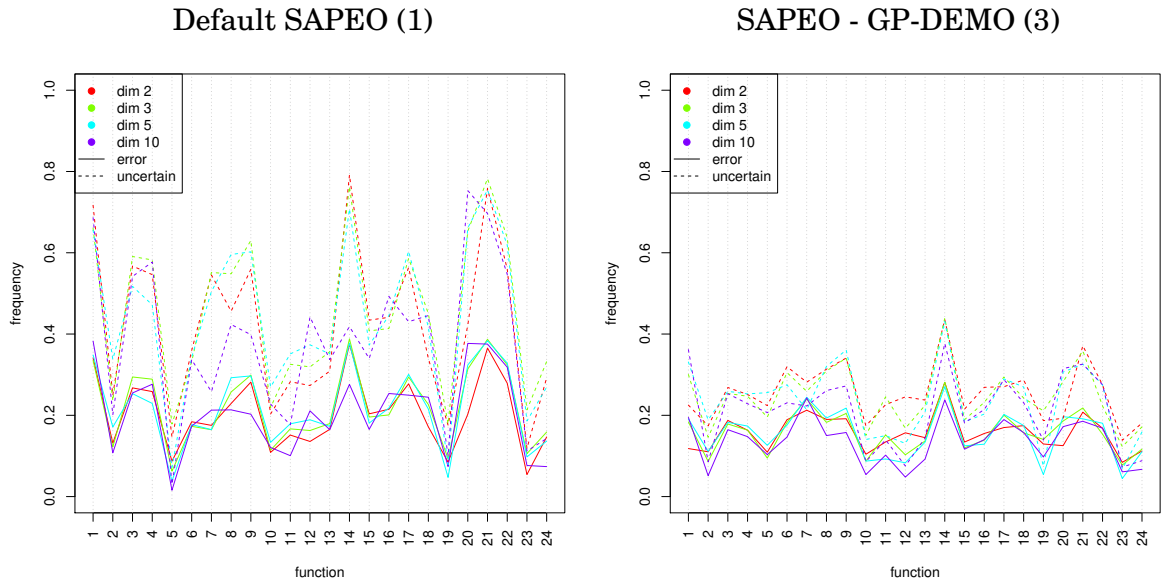 Default SAPEO (1)
dim 2
dim 3
dim 5
dim 10
error
uncertain
frequency
0.0
0.2
0.4
0.6
0.8
1.0
1 2 3 4 5 6 7 8 9 10 11 12 13 14 15 16 17 18 19 20 21 22 23 24
function
SAPEO - GP-DEMO (3)
dim 2
dim 3
dim 5
dim 10
error
uncertain
frequency
0.0
0.2
0.4
0.6
0.8
1.0
1 2 3 4 5 6 7 8 9 10 11 12 13 14 15 16 17 18 19 20 21 22 23 24
function